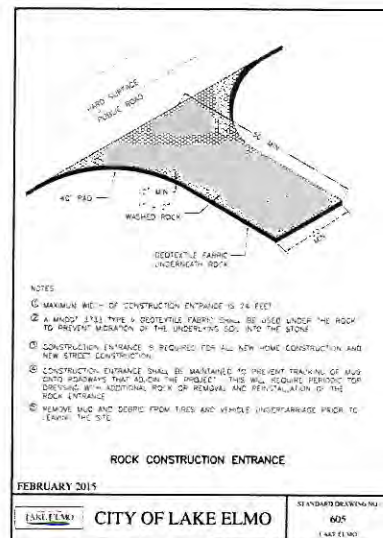 HARD SURFACE
PUBLIC ROAD
50' MIN
12" MIN
WASHED ROCK
MIN
GEOTEXTILE FABRIC
UNDERNEATH ROCK
NOTES
① MAXIMUM WIDTH OF CONSTRUCTION ENTRANCE IS 24 FEET
② A MNDOT 3733 TYPE GEOTEXTILE FABRIC SHALL BE USED UNDER THE ROCK
TO PREVENT MIGRATION OF THE UNDERLYING SOIL INTO THE STONE
③ CONSTRUCTION ENTRANCE IS REQUIRED FOR ALL NEW HOME CONSTRUCTION AND
NEW STREET CONSTRUCTION
④ CONSTRUCTION ENTRANCE SHALL BE MAINTAINED TO PREVENT TRACKING OF MUD
ONTO ROADWAYS THAT ADJOIN THE PROJECT THIS WILL REQUIRE PERIODIC TOP
DRESSING WITH ADDITIONAL ROCK OR REMOVAL AND REINSTALLATION OF THE
ROCK ENTRANCE
⑤ REMOVE MUD AND DEBRIS FROM TIRES AND VEHICLE UNDERCARRIAGE PRIOR TO
LEAVING THE SITE
ROCK CONSTRUCTION ENTRANCE
FEBRUARY 2015
LAKE ELMO
CITY OF LAKE ELMO
STANDARD DRAWING NO
605
LAKE ELMO